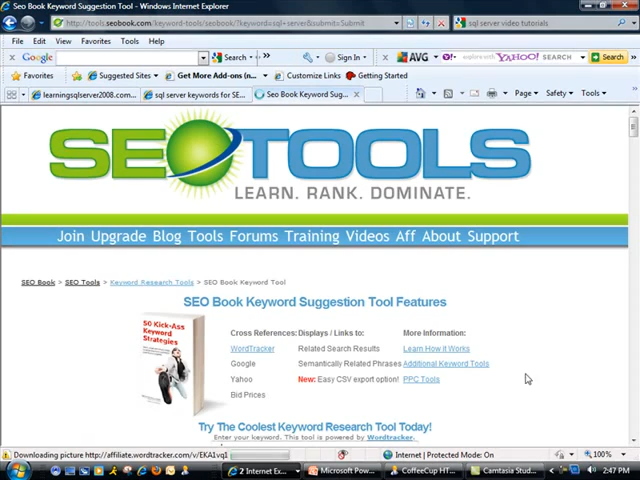 Seo Book Keyword Suggestion Tool - Windows Internet Explorer
http://tools.seobook.com/keyword-tools/seobook/?keyword=sql+server&submit=Submit
sql server video tutorials
File Edit View Favorites Tools Help
Google Search Sign In AVG explore with YAHOO! SEARCH Search
Favorites Suggested Sites Get More Add-ons Customize Links Getting Started
learningsqlserver2008.com... sql server keywords for SE... Seo Book Keyword Sug...
Page Safety Tools
SEO TOOLS
LEARN. RANK. DOMINATE.
Join Upgrade Blog Tools Forums Training Videos Aff About Support
SEO Book > SEO Tools > Keyword Research Tools > SEO Book Keyword Tool
SEO Book Keyword Suggestion Tool Features
50 Kick-Ass
Keyword
Strategies
Cross References: Displays / Links to: More Information:
WordTracker Related Search Results Learn How it Works
Google Semantically Related Phrases Additional Keyword Tools
Yahoo New: Easy CSV export option! PPC Tools
Bid Prices
Try The Coolest Keyword Research Tool Today!
Enter your keyword. This tool is powered by Wordtracker.
Downloading picture http://affiliate.wordtracker.com/v/EKA1vq1
Internet | Protected Mode: On
100%
2 Internet Ex...
Microsoft Pow...
CoffeeCup HT...
Camtasia Stud...
2:47 PM